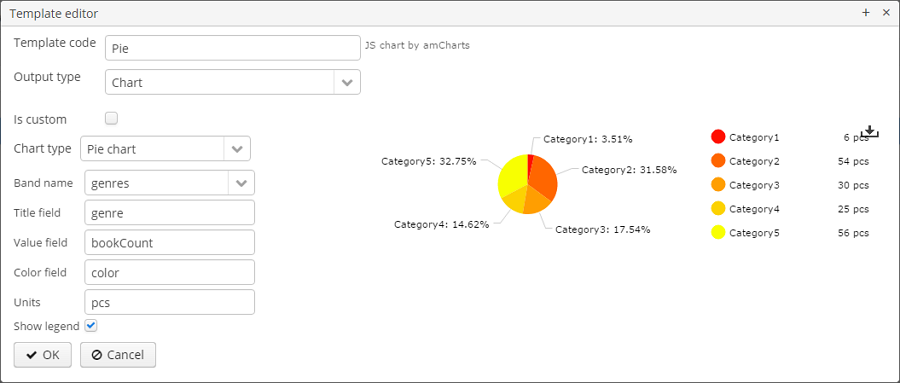 Template editor
Template code Pie JS chart by amCharts
Output type Chart
Is custom
Chart type Pie chart
Band name genres
Title field genre
Value field bookCount
Color field color
Units pcs
Show legend
OK Cancel
Category1: 3.51%
Category2: 31.58%
Category3: 17.54%
Category4: 14.62%
Category5: 32.75%
Category1 6 pcs
Category2 54 pcs
Category3 30 pcs
Category4 25 pcs
Category5 56 pcs